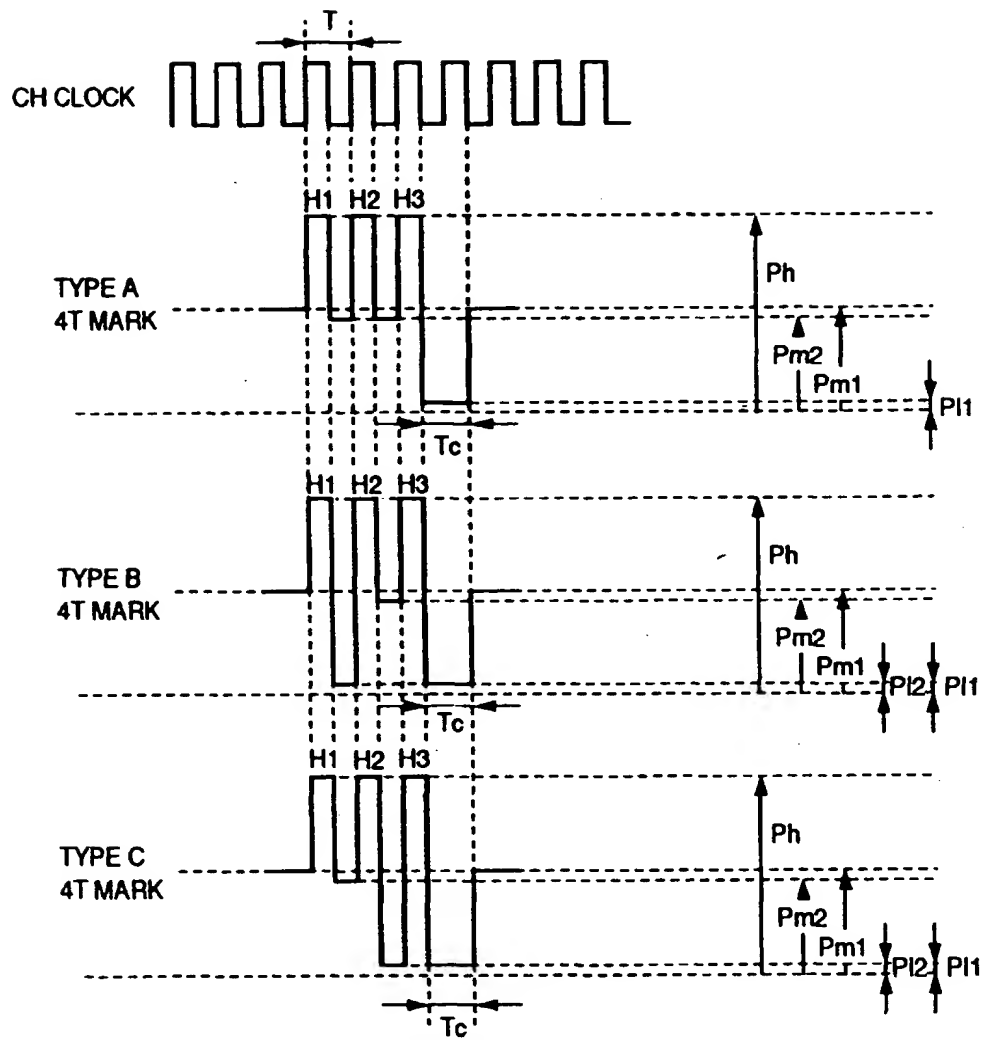 T
CH CLOCK
H1 H2 H3
TYPE A
4T MARK
Ph
Pm2
Pm1
Pl1
Tc
H1 H2 H3
TYPE B
4T MARK
Ph
Pm2
Pm1
Pl2
Pl1
Tc
H1 H2 H3
TYPE C
4T MARK
Ph
Pm2
Pm1
Pl2
Pl1
Tc